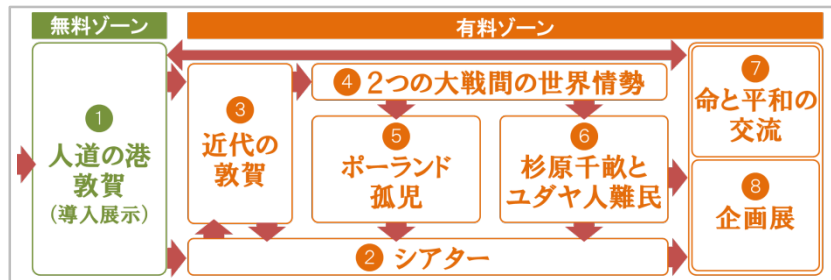 無料ゾーン
有料ゾーン
1
人道の港
敦賀
(導入展示)
3
近代の
敦賀
4 2つの大戦間の世界情勢
5
ポーランド
孤児
6
杉原千畝と
ユダヤ人難民
2 シアター
7
命と平和の
交流
8
企画展